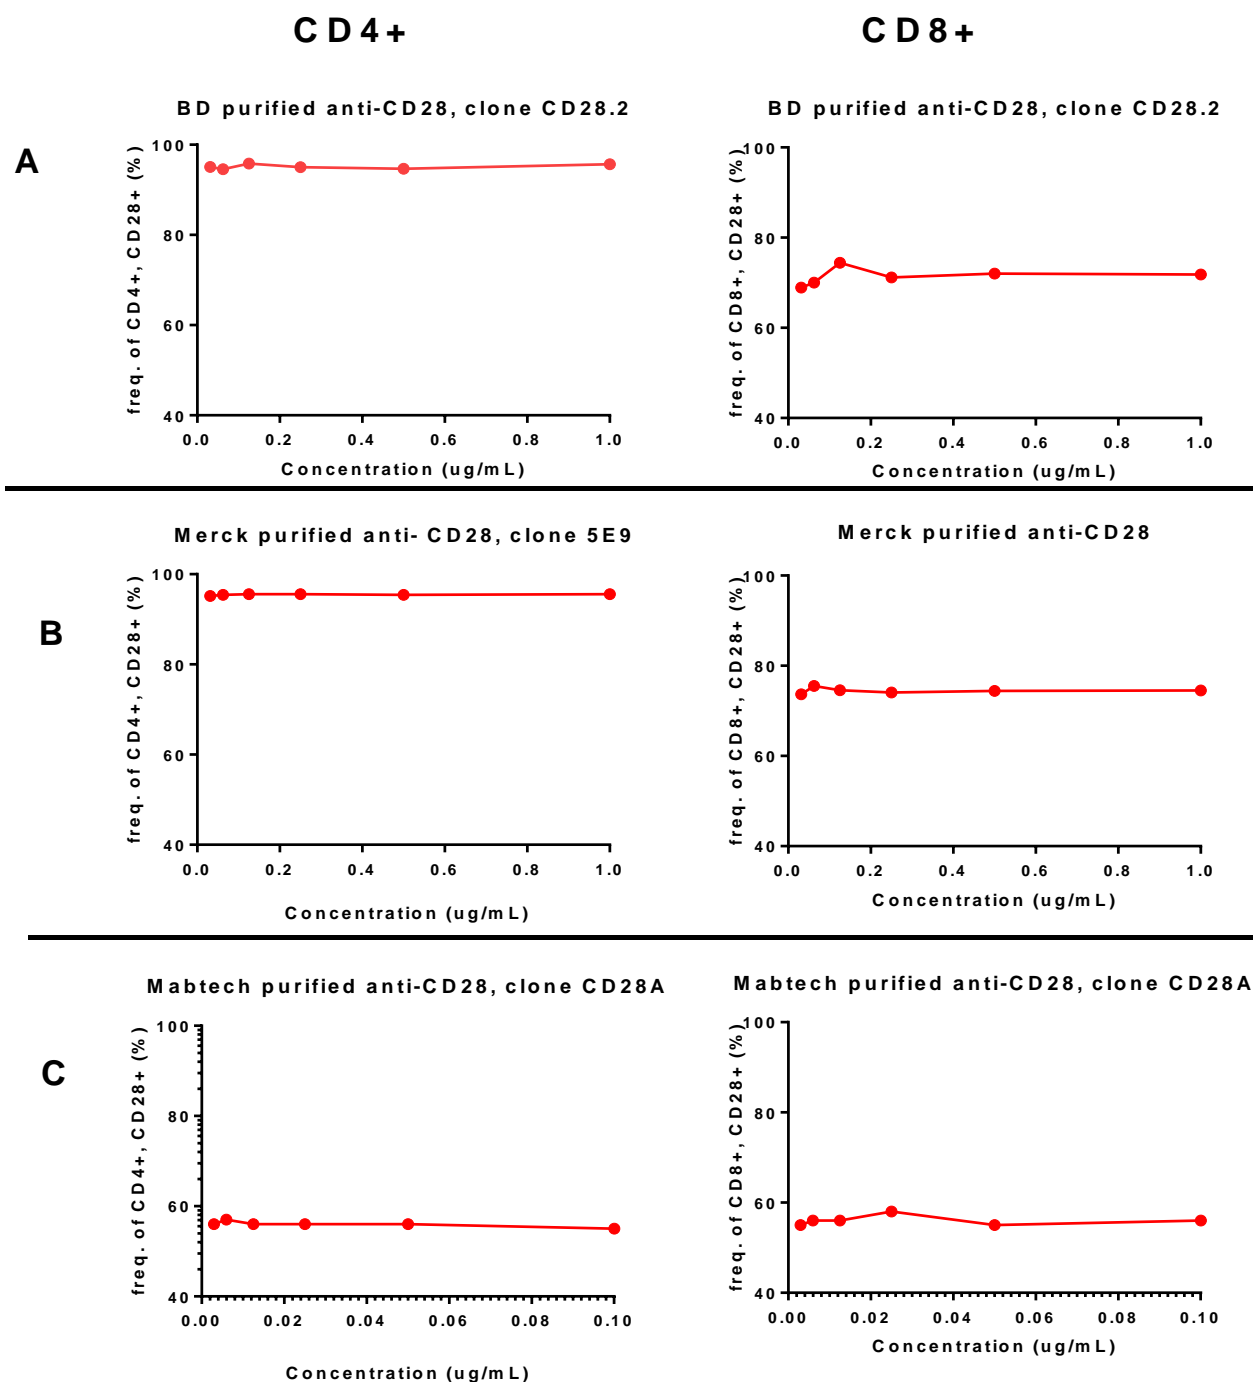 CD4+
CD8+
A
BD purified anti-CD28, clone CD28.2
freq. of CD4+, CD28+ (%)
100
80
60
40
0.0 0.2 0.4 0.6 0.8 1.0
Concentration (ug/mL)
BD purified anti-CD28, clone CD28.2
freq. of CD8+, CD28+ (%)
100
80
60
40
0.0 0.2 0.4 0.6 0.8 1.0
Concentration (ug/mL)
B
Merck purified anti- CD28, clone 5E9
freq. of CD4+, CD28+ (%)
100
80
60
40
0.0 0.2 0.4 0.6 0.8 1.0
Concentration (ug/mL)
Merck purified anti-CD28
freq. of CD8+, CD28+ (%)
100
80
60
40
0.0 0.2 0.4 0.6 0.8 1.0
Concentration (ug/mL)
C
Mabtech purified anti-CD28, clone CD28A
freq. of CD4+, CD28+ (%)
100
80
60
40
0.00 0.02 0.04 0.06 0.08 0.10
Concentration (ug/mL)
Mabtech purified anti-CD28, clone CD28A
freq. of CD8+, CD28+ (%)
100
80
60
40
0.00 0.02 0.04 0.06 0.08 0.10
Concentration (ug/mL)